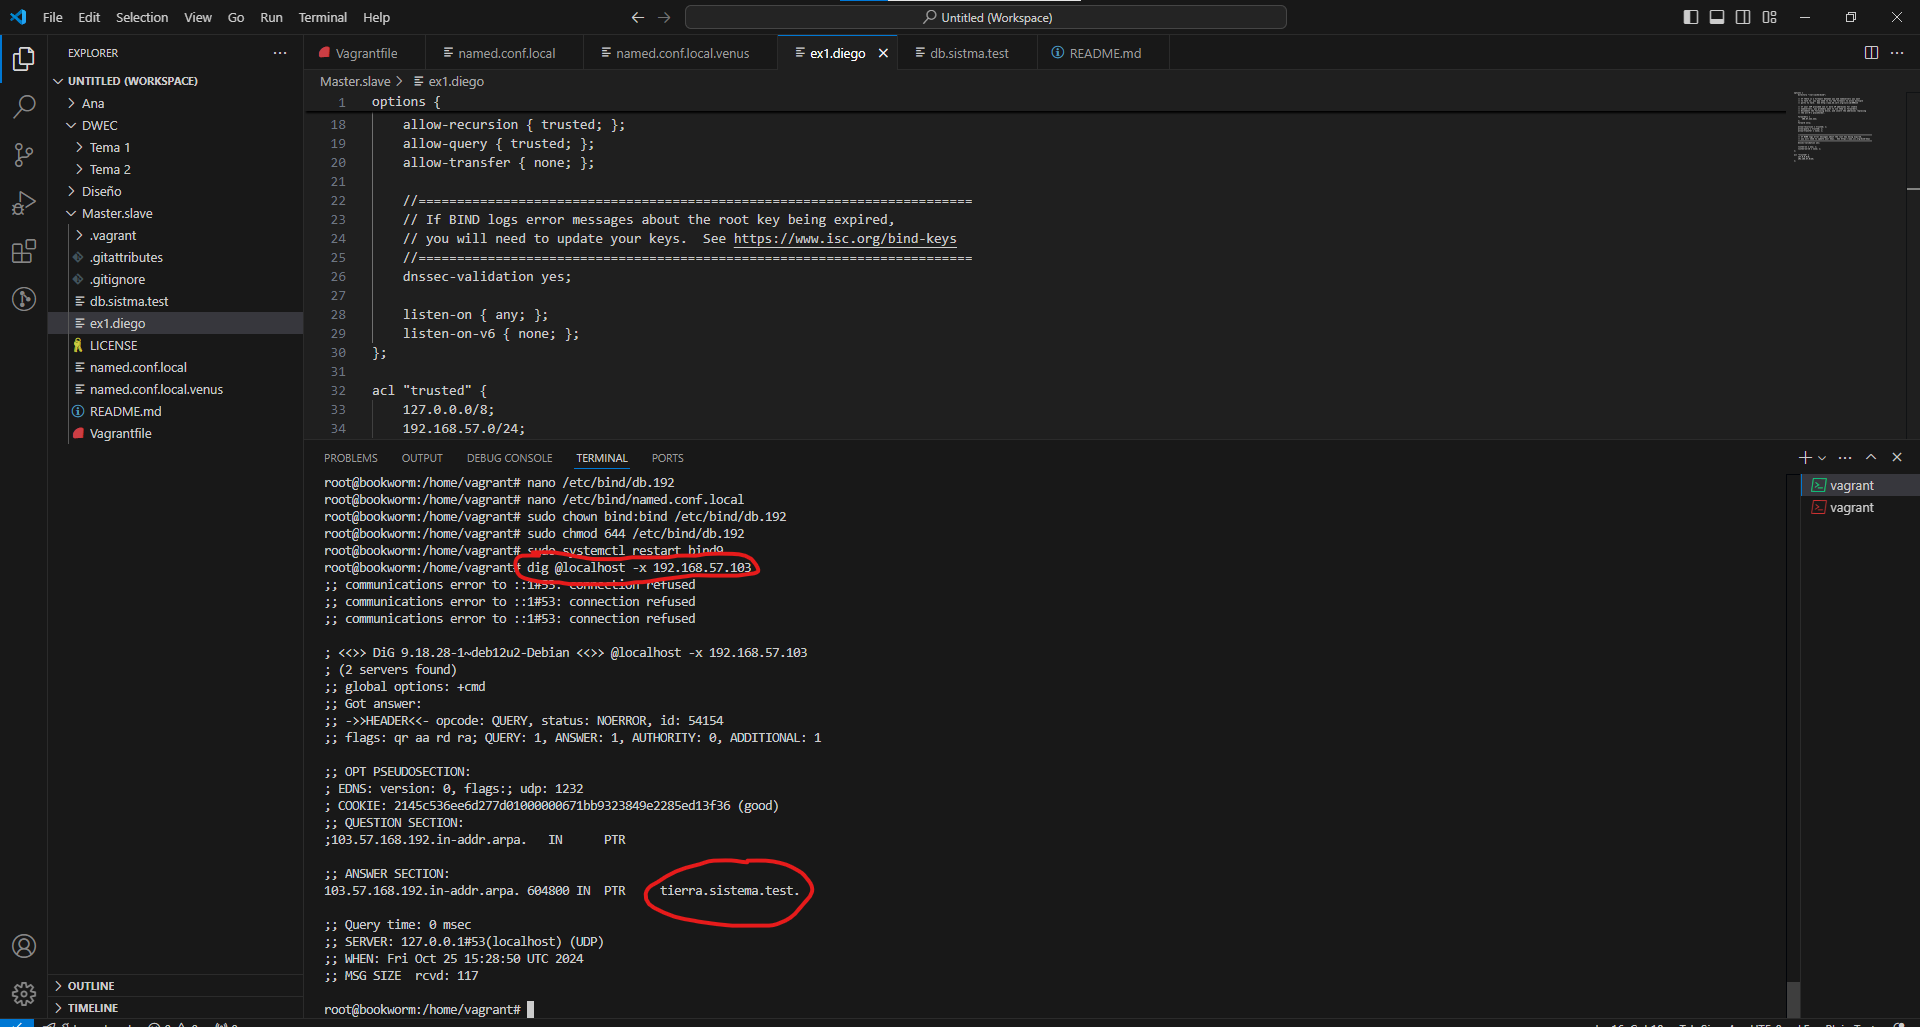 File Edit Selection View Go Run Terminal Help
Untitled (Workspace)
EXPLORER
UNTITLED (WORKSPACE)
Ana
DWEC
Tema 1
Tema 2
Diseño
Master.slave
.vagrant
.gitattributes
.gitignore
db.sistma.test
ex1.diego
LICENSE
named.conf.local
named.conf.local.venus
README.md
Vagrantfile
OUTLINE
TIMELINE
Vagrantfile named.conf.local named.conf.local.venus ex1.diego db.sistma.test README.md
Master.slave > ex1.diego
1 options {
18 allow-recursion { trusted; };
19 allow-query { trusted; };
20 allow-transfer { none; };
21
22 //========================================================================
23 // If BIND logs error messages about the root key being expired,
24 // you will need to update your keys.  See https://www.isc.org/bind-keys
25 //========================================================================
26 dnssec-validation yes;
27
28 listen-on { any; };
29 listen-on-v6 { none; };
30 };
31
32 acl "trusted" {
33 127.0.0.0/8;
34 192.168.57.0/24;
PROBLEMS OUTPUT DEBUG CONSOLE TERMINAL PORTS
vagrant
vagrant
root@bookworm:/home/vagrant# nano /etc/bind/db.192
root@bookworm:/home/vagrant# nano /etc/bind/named.conf.local
root@bookworm:/home/vagrant# sudo chown bind:bind /etc/bind/db.192
root@bookworm:/home/vagrant# sudo chmod 644 /etc/bind/db.192
root@bookworm:/home/vagrant# sudo systemctl restart bind9
root@bookworm:/home/vagrant# dig @localhost -x 192.168.57.103
;; communications error to ::1#53: connection refused
;; communications error to ::1#53: connection refused
;; communications error to ::1#53: connection refused
; <<>> DiG 9.18.28-1~deb12u2-Debian <<>> @localhost -x 192.168.57.103
; (2 servers found)
;; global options: +cmd
;; Got answer:
;; ->>HEADER<<- opcode: QUERY, status: NOERROR, id: 54154
;; flags: qr aa rd ra; QUERY: 1, ANSWER: 1, AUTHORITY: 0, ADDITIONAL: 1
;; OPT PSEUDOSECTION:
; EDNS: version: 0, flags:; udp: 1232
; COOKIE: 2145c536ee6d277d01000000671bb9323849e2285ed13f36 (good)
;; QUESTION SECTION:
;103.57.168.192.in-addr.arpa. IN PTR
;; ANSWER SECTION:
103.57.168.192.in-addr.arpa. 604800 IN PTR tierra.sistema.test.
;; Query time: 0 msec
;; SERVER: 127.0.0.1#53(localhost) (UDP)
;; WHEN: Fri Oct 25 15:28:50 UTC 2024
;; MSG SIZE  rcvd: 117
root@bookworm:/home/vagrant#